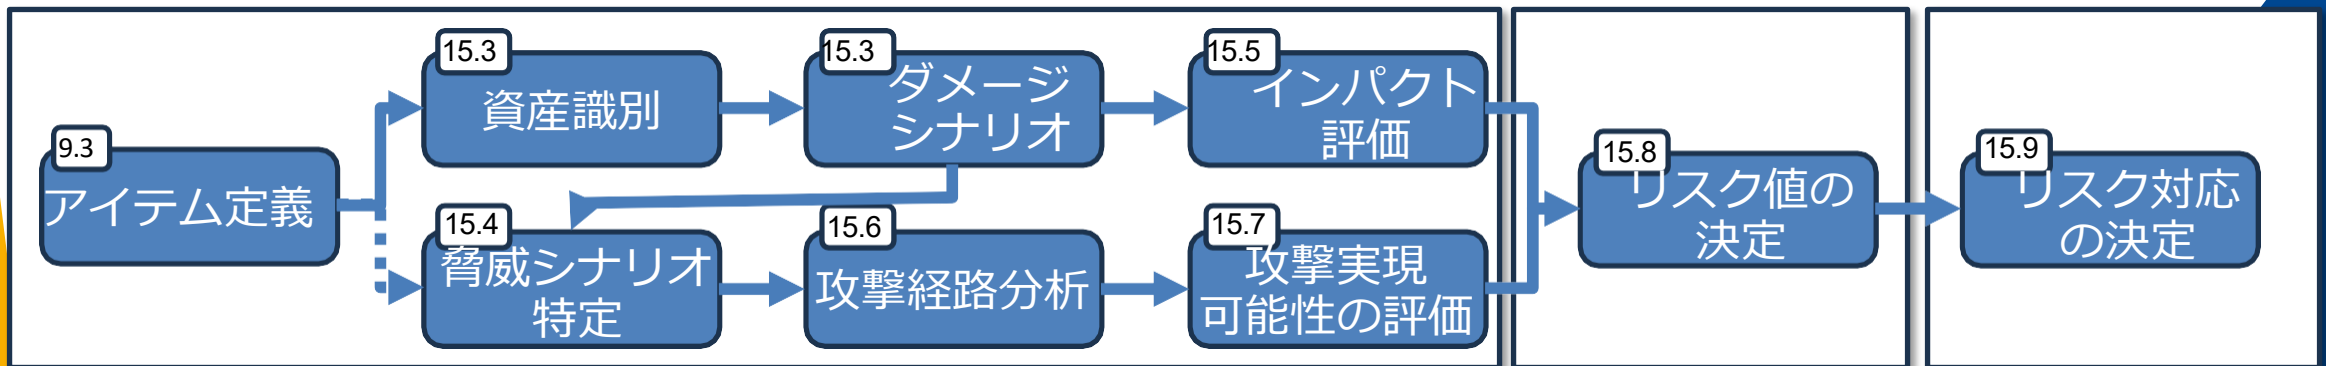 9.3
アイテム定義
15.3
資産識別
15.3
ダメージ
シナリオ
15.5
インパクト
評価
15.4
脅威シナリオ
特定
15.6
攻撃経路分析
15.7
攻撃実現
可能性の評価
15.8
リスク値の
決定
15.9
リスク対応
の決定